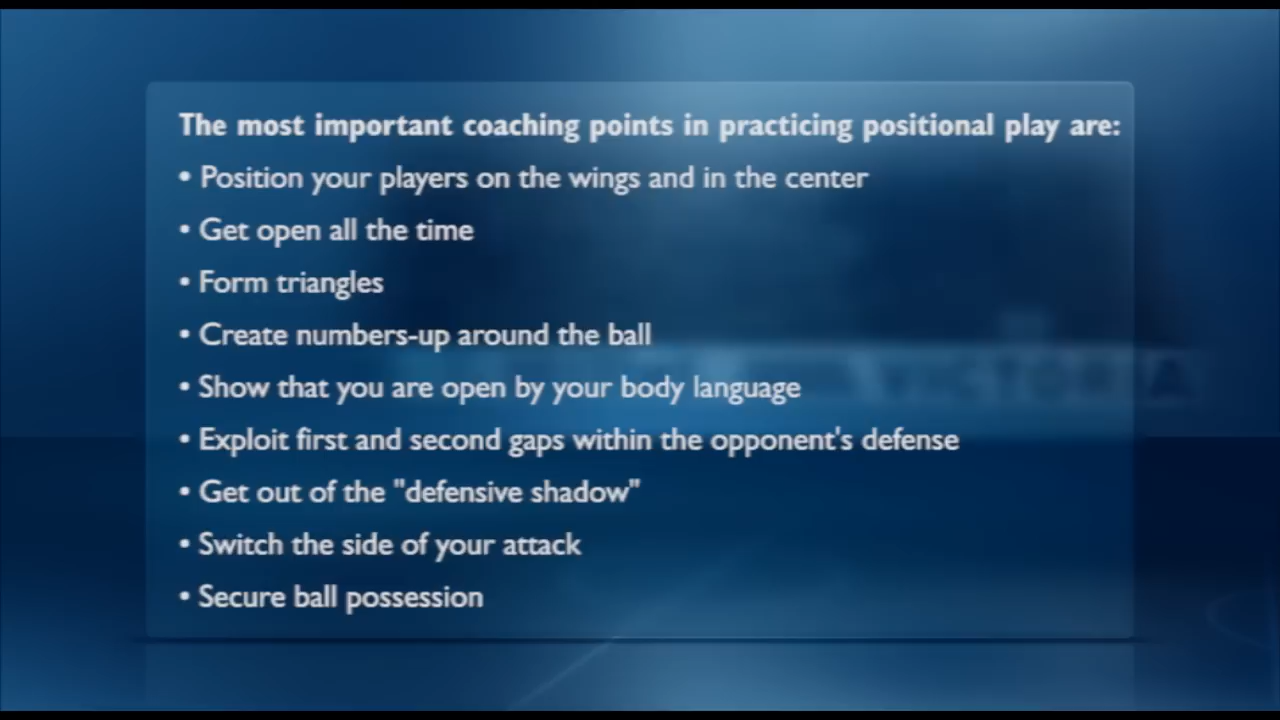 The most important coaching points in practicing positional play are:
• Position your players on the wings and in the center
• Get open all the time
• Form triangles
• Create numbers-up around the ball
• Show that you are open by your body language
• Exploit first and second gaps within the opponent's defense
• Get out of the "defensive shadow"
• Switch the side of your attack
• Secure ball possession